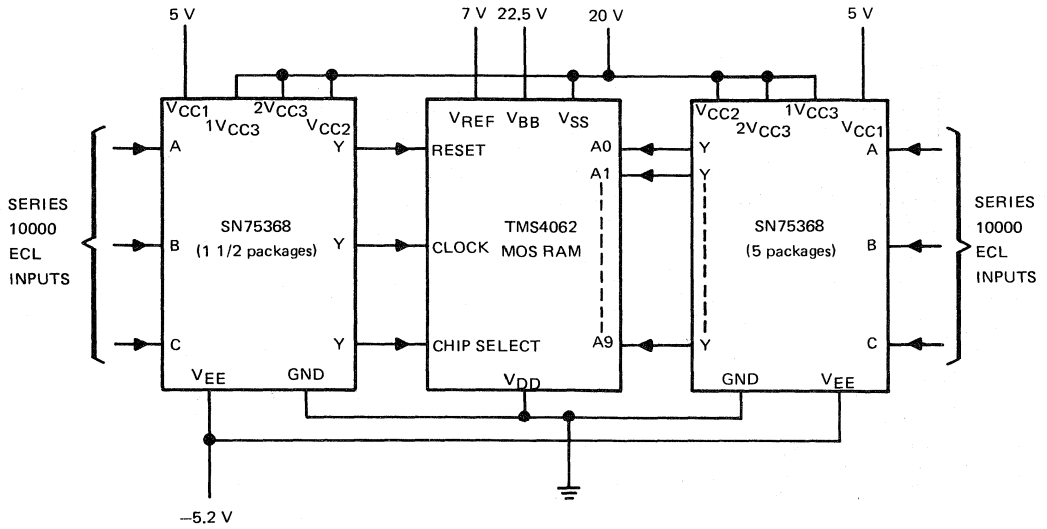 5 V
7 V 22.5 V 20 V
5 V
VCC1
1VCC3
2VCC3
VCC2
A
B
C
Y
Y
Y
SN75368
(1 1/2 packages)
VEE
GND
SERIES
10000
ECL
INPUTS
VREF
VBB
VSS
RESET
CLOCK
CHIP SELECT
TMS4062
MOS RAM
A0
A1
A9
VDD
VCC2
2VCC3
1VCC3
VCC1
Y
Y
Y
A
B
C
SN75368
(5 packages)
GND
VEE
SERIES
10000
ECL
INPUTS
–5.2 V